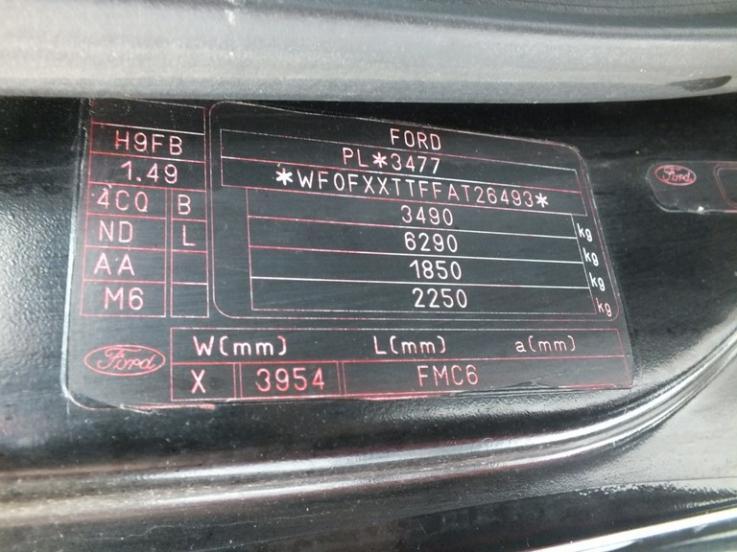 FORD
PL*3477
*WF0FXXTTFFAT26493*
3490 kg
6290 kg
1850 kg
2250 kg
H9FB
1.49
4CQ B
ND L
AA
M6
Ford
W(mm) L(mm) a(mm)
X 3954 FMC6
Ford